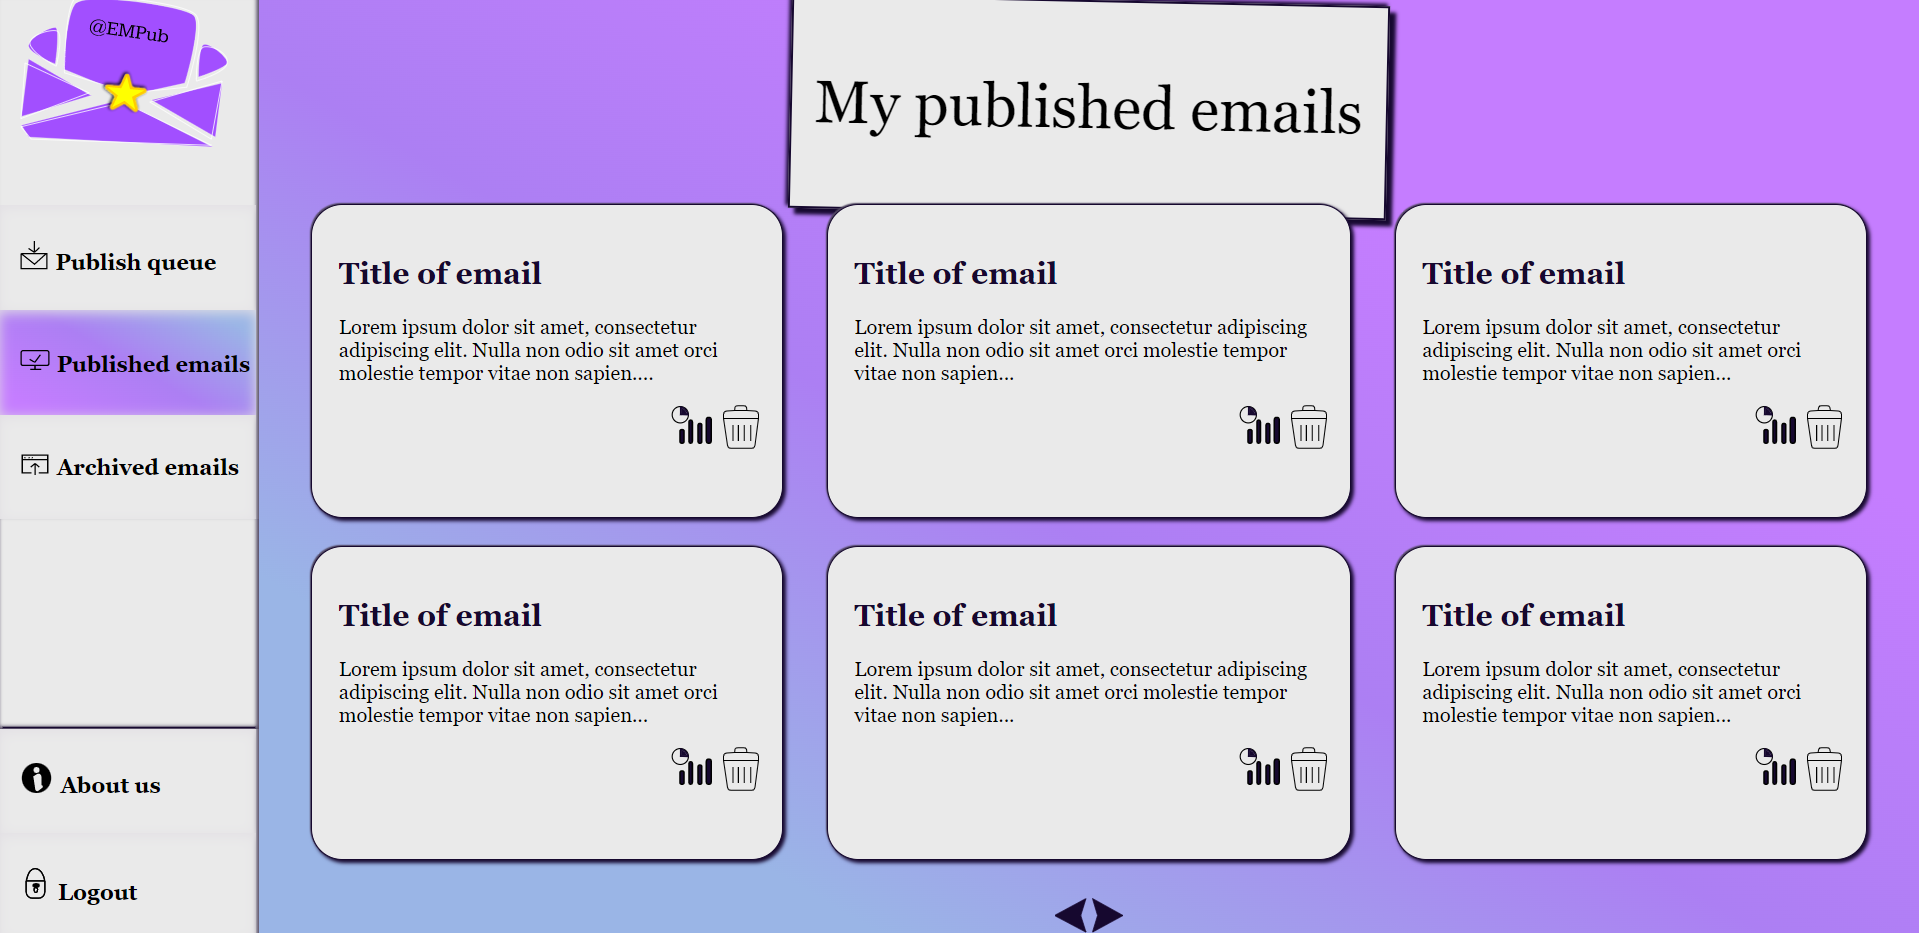 @EMPub
My published emails
Publish queue
Published emails
Archived emails
About us
Logout
Title of email
Lorem ipsum dolor sit amet, consectetur
adipiscing elit. Nulla non odio sit amet orci
molestie tempor vitae non sapien....
Title of email
Lorem ipsum dolor sit amet, consectetur adipiscing
elit. Nulla non odio sit amet orci molestie tempor
vitae non sapien...
Title of email
Lorem ipsum dolor sit amet, consectetur
adipiscing elit. Nulla non odio sit amet orci
molestie tempor vitae non sapien...
Title of email
Lorem ipsum dolor sit amet, consectetur
adipiscing elit. Nulla non odio sit amet orci
molestie tempor vitae non sapien...
Title of email
Lorem ipsum dolor sit amet, consectetur adipiscing
elit. Nulla non odio sit amet orci molestie tempor
vitae non sapien...
Title of email
Lorem ipsum dolor sit amet, consectetur
adipiscing elit. Nulla non odio sit amet orci
molestie tempor vitae non sapien...